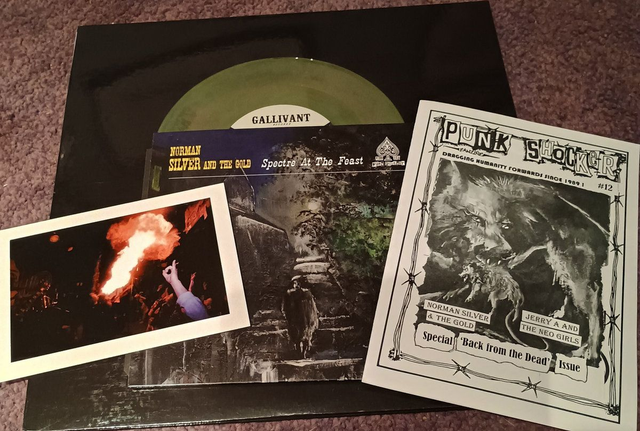 GALLIVANT
NORMAN
SILVER AND THE GOLD
Spectre At The Feast
PUNK SHOCKER
DRAGGING HUMANITY FORWARDS SINCE 1989!
#12
NORMAN SILVER
& THE GOLD
JERRY A AND
THE NEO GIRLS
Special 'Back from the Dead' Issue